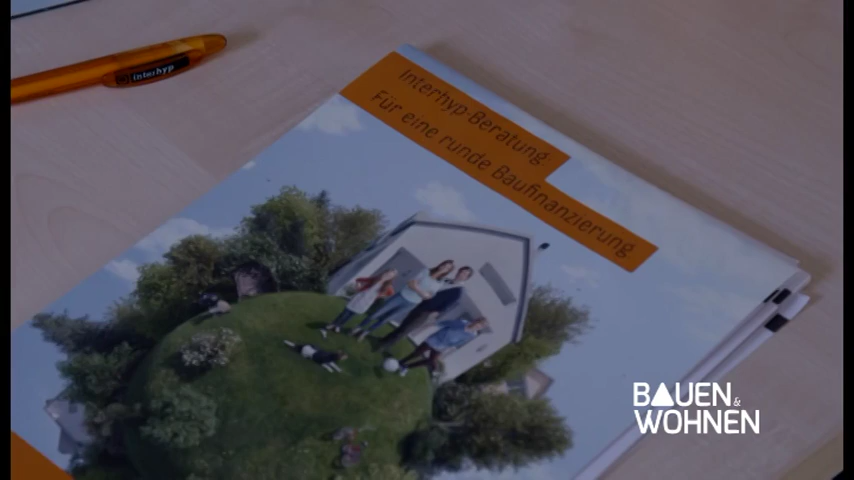 interhyp
Interhyp-Beratung
Für eine runde Baufinanzierung
BAUEN &
WOHNEN